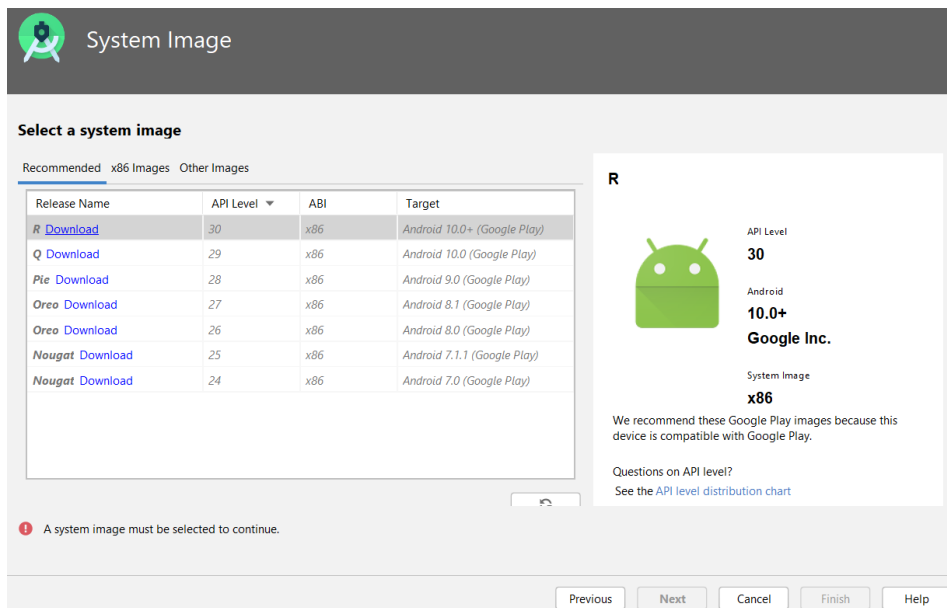 System Image
Select a system image
Recommended x86 Images Other Images
Release Name API Level ABI Target
R Download 30 x86 Android 10.0+ (Google Play)
Q Download 29 x86 Android 10.0 (Google Play)
Pie Download 28 x86 Android 9.0 (Google Play)
Oreo Download 27 x86 Android 8.1 (Google Play)
Oreo Download 26 x86 Android 8.0 (Google Play)
Nougat Download 25 x86 Android 7.1.1 (Google Play)
Nougat Download 24 x86 Android 7.0 (Google Play)
R
API Level
30
Android
10.0+
Google Inc.
System Image
x86
We recommend these Google Play images because this
device is compatible with Google Play.
Questions on API level?
See the API level distribution chart
A system image must be selected to continue.
Previous Next Cancel Finish Help